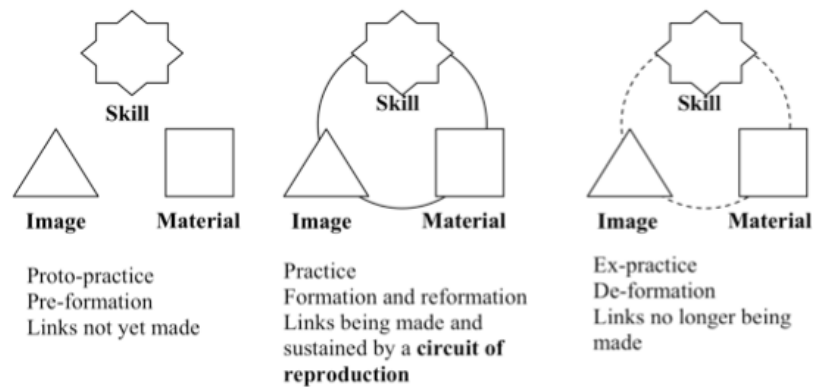 Skill
Image
Material
Proto-practice
Pre-formation
Links not yet made
Skill
Image
Material
Practice
Formation and reformation
Links being made and
sustained by a circuit of
reproduction
Skill
Image
Material
Ex-practice
De-formation
Links no longer being
made